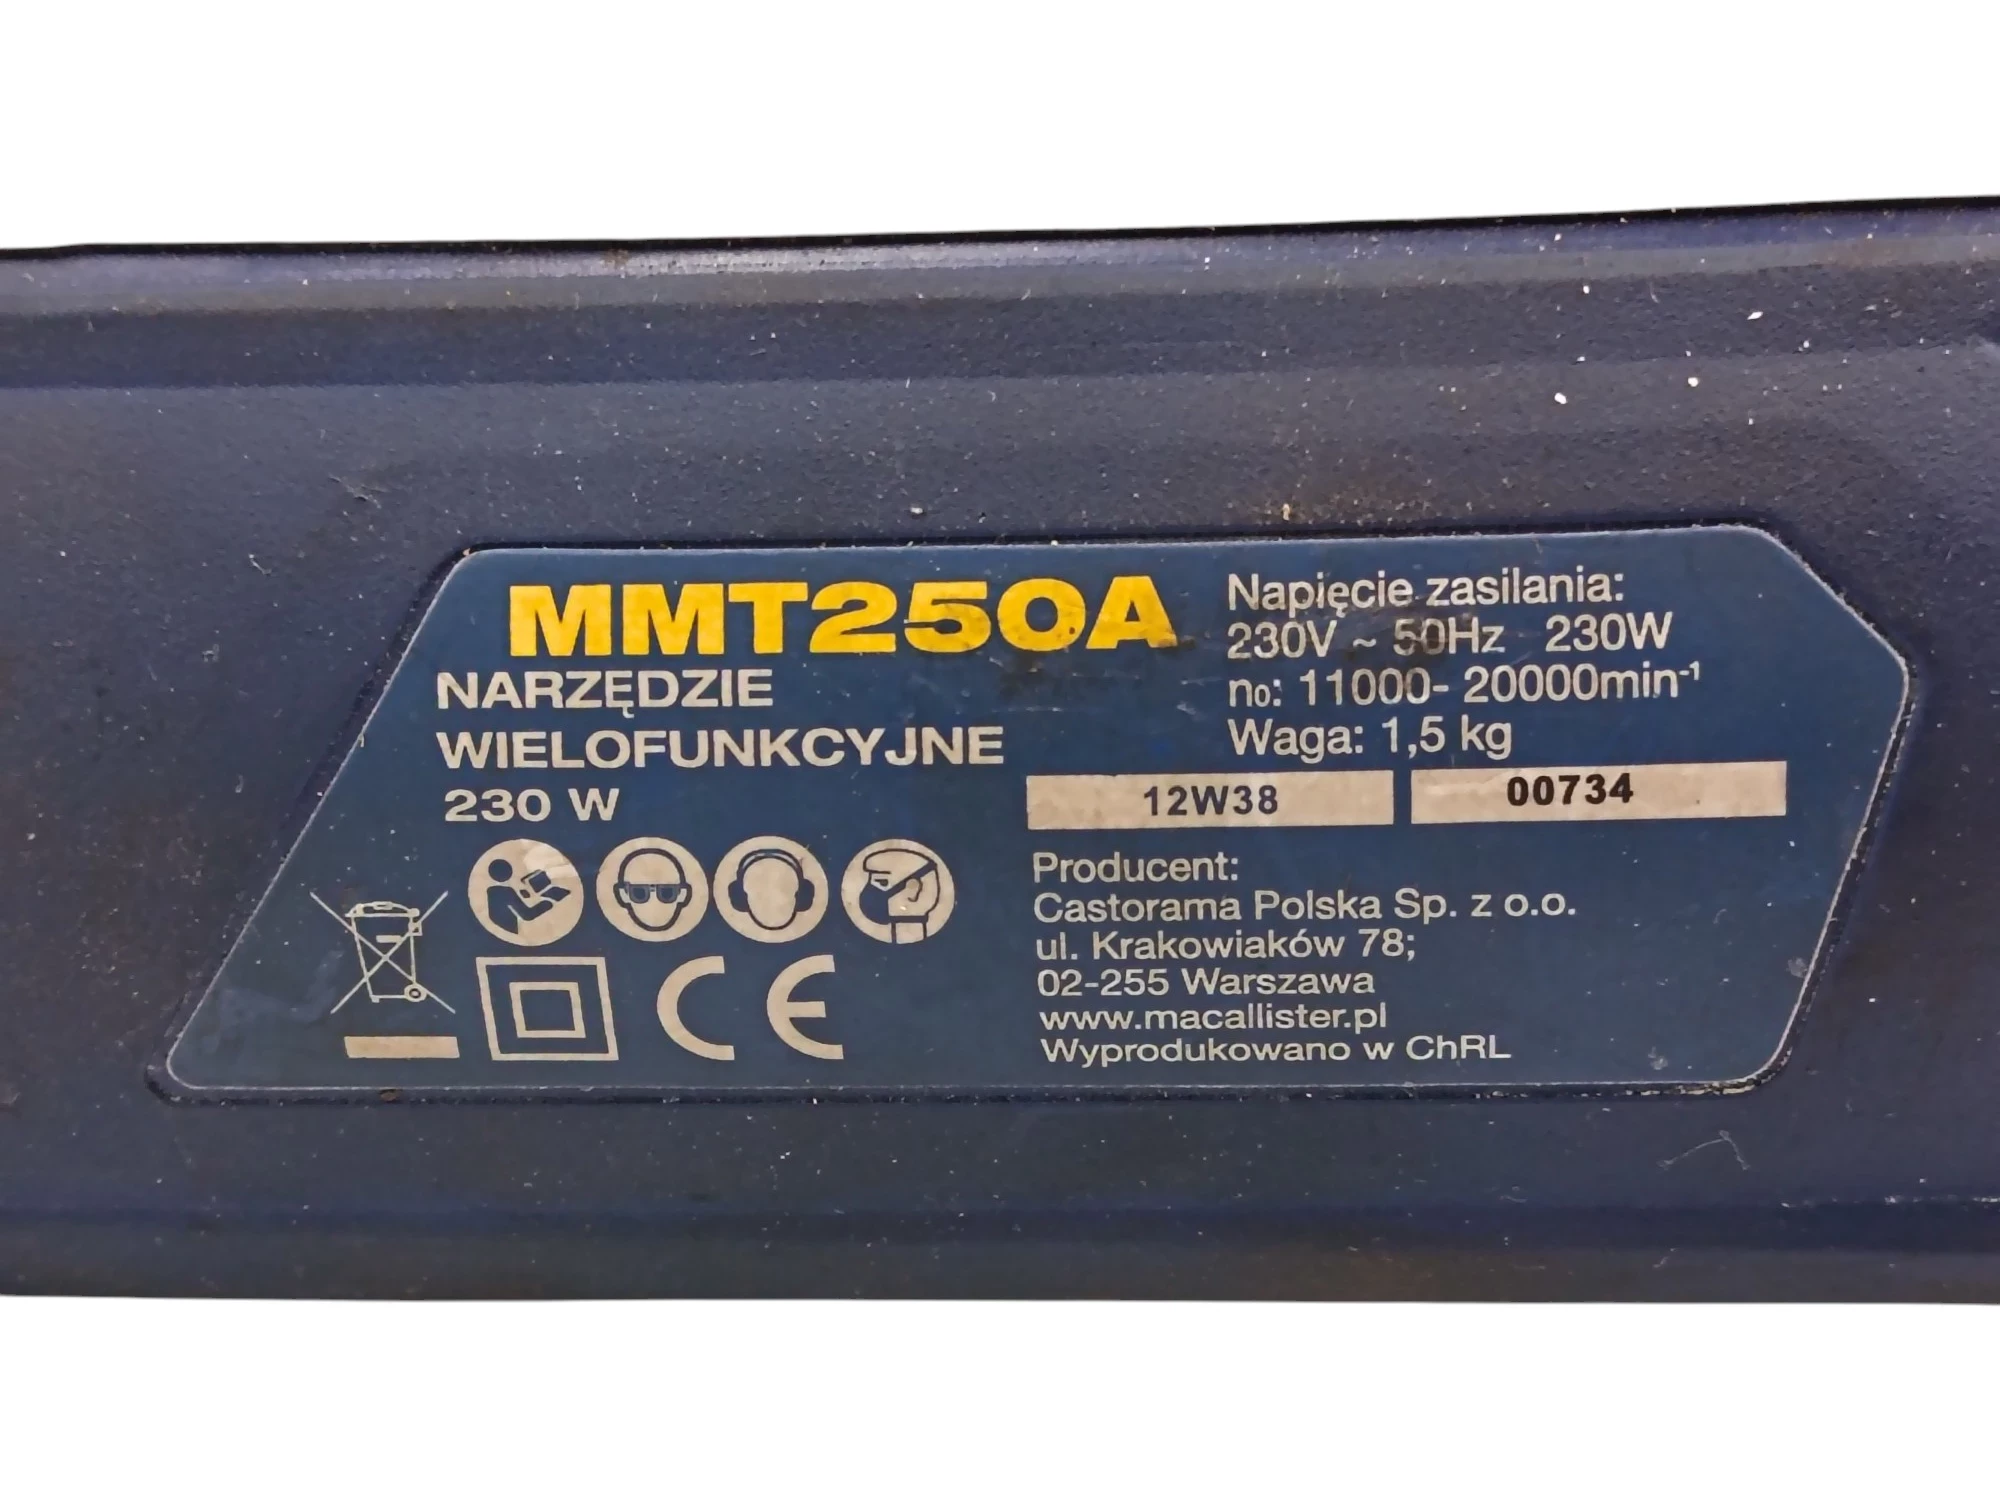 MMT250A
NARZĘDZIE
WIELOFUNKCYJNE
230 W
Napięcie zasilania:
230V ~ 50Hz 230W
n₀: 11000- 20000min⁻¹
Waga: 1,5 kg
12W38
00734
CE
Producent:
Castorama Polska Sp. z o.o.
ul. Krakowiaków 78;
02-255 Warszawa
www.macallister.pl
Wyprodukowano w ChRL